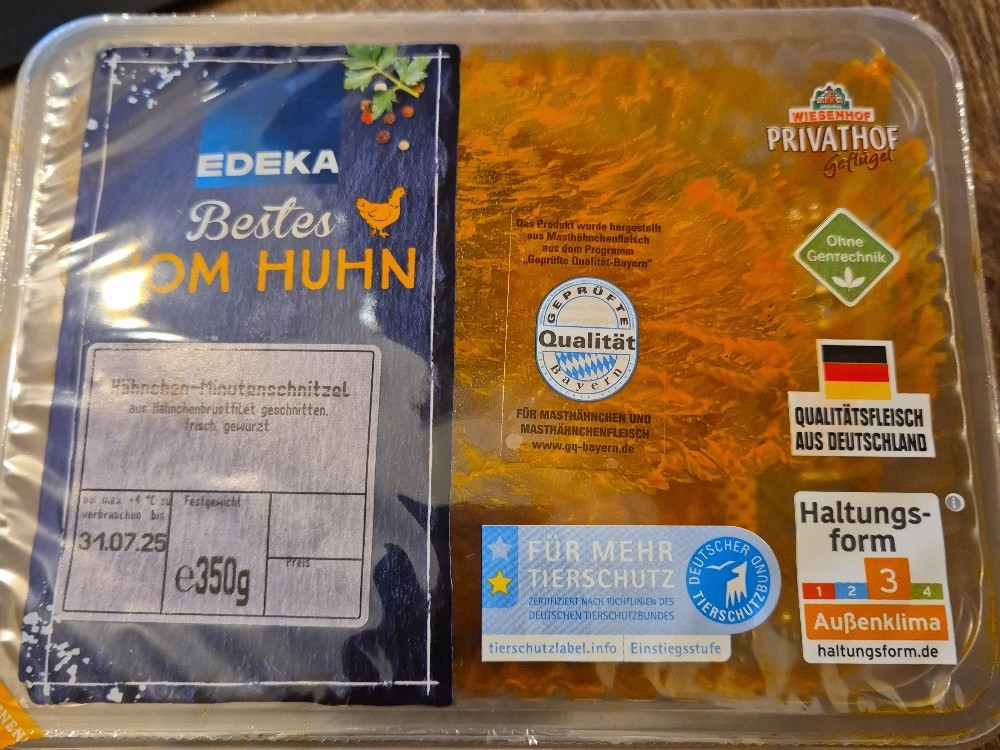 EDEKA
Bestes
VOM HUHN
Hähnchen-Minutenschnitzel
aus Hähnchenbrustfilet geschnitten,
frisch, gewürzt
bei max. +4 °C zu
verbrauchen bis
31.07.25
Festgewicht
e350g
Preis
WIESENHOF
PRIVATHOF
Geflügel
Das Produkt wurde hergestellt
aus Masthähnchenfleisch
aus dem Programm
„Geprüfte Qualität-Bayern"
GEPRÜFTE
Qualität
Bayern
FÜR MASTHÄHNCHEN UND
MASTHÄHNCHENFLEISCH
www.gq-bayern.de
Ohne
Gentechnik
QUALITÄTSFLEISCH
AUS DEUTSCHLAND
FÜR MEHR
TIERSCHUTZ
ZERTIFIZIERT NACH RICHTLINIEN DES
DEUTSCHEN TIERSCHUTZBUNDES
DEUTSCHER TIERSCHUTZBUND
tierschutzlabel.info Einstiegsstufe
Haltungs-
form
1 2 3 4
Außenklima
haltungsform.de
i